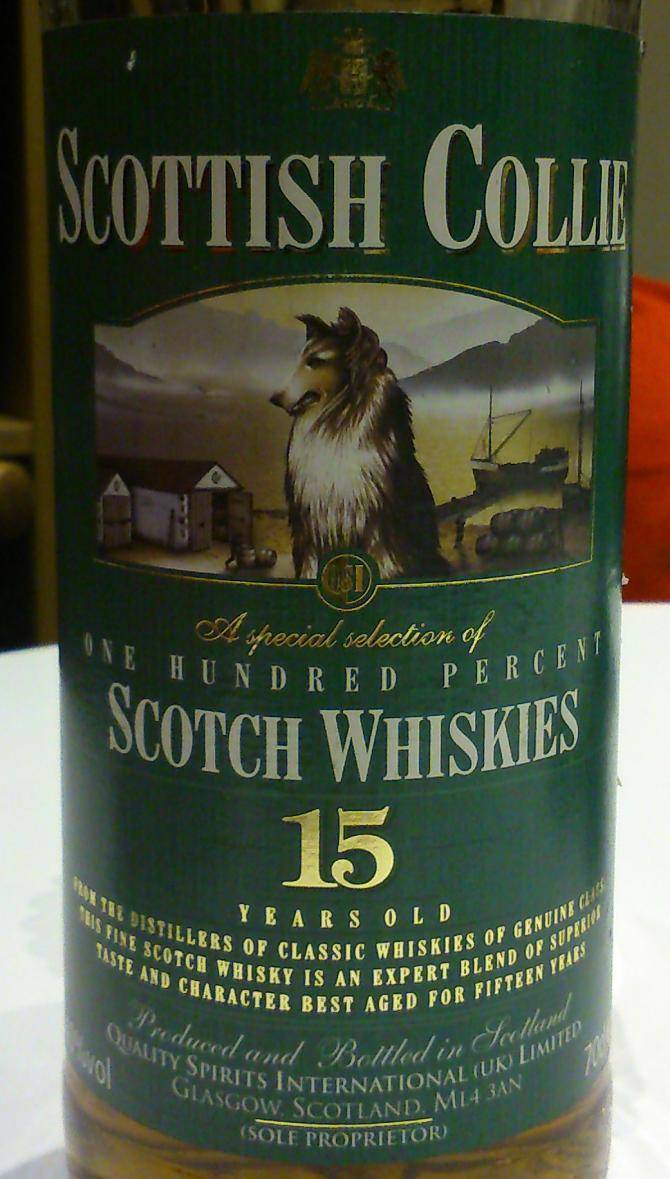 SCOTTISH COLLIE
QSI
A special selection of
ONE HUNDRED PERCENT
SCOTCH WHISKIES
15
YEARS OLD
FROM THE DISTILLERS OF CLASSIC WHISKIES OF GENUINE CLASS.
THIS FINE SCOTCH WHISKY IS AN EXPERT BLEND OF SUPERIOR
TASTE AND CHARACTER BEST AGED FOR FIFTEEN YEARS
Produced and Bottled in Scotland
QUALITY SPIRITS INTERNATIONAL (UK) LIMITED
GLASGOW, SCOTLAND, ML4 3AN
(SOLE PROPRIETOR)